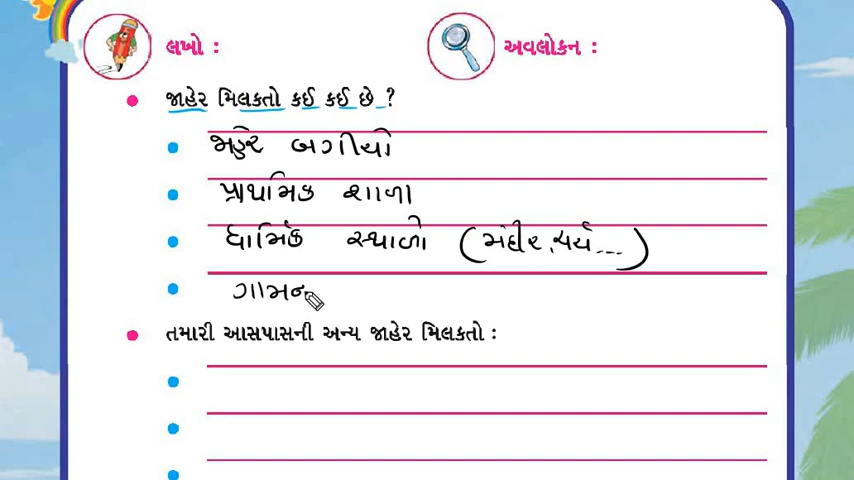 લખો :
અવલોકન :
જાહેર મિલકતો કઈ કઈ છે ?
જાહેર બગીચો
પ્રાથમિક શાળા
ધાર્મિક સ્થાળો (મંદીર, ચર્ચ...)
ગામન
તમારી આસપાસની અન્ય જાહેર મિલકતો :